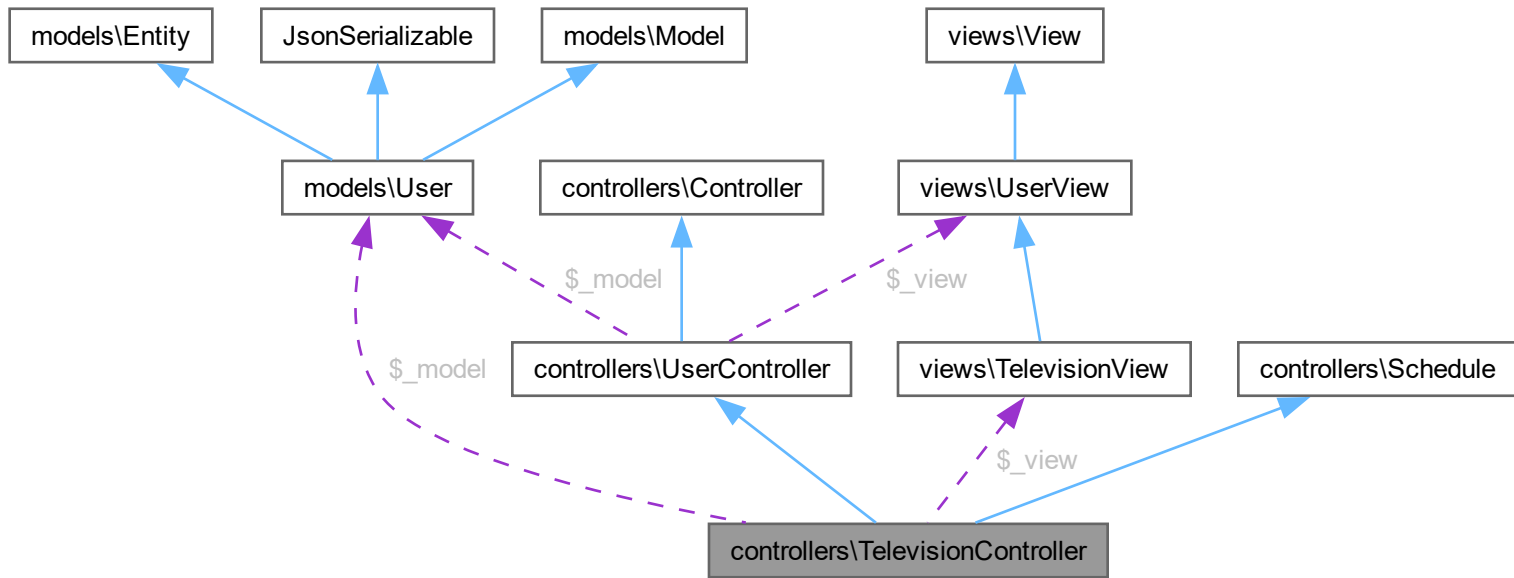 models\Entity
JsonSerializable
models\Model
views\View
models\User
controllers\Controller
views\UserView
$_model
$_view
$_model
controllers\UserController
views\TelevisionView
controllers\Schedule
$_view
controllers\TelevisionController